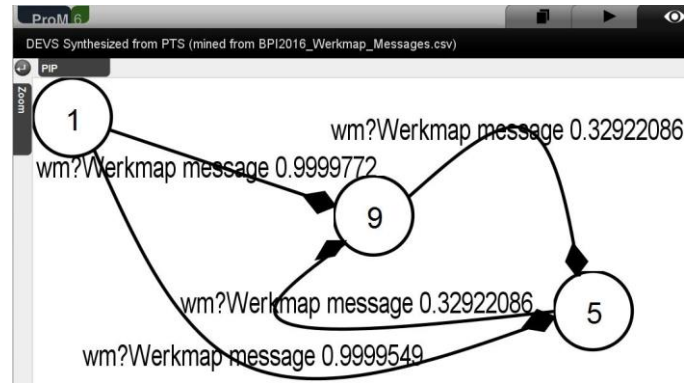 ProM 6
DEVS Synthesized from PTS (mined from BPI2016_Werkmap_Messages.csv)
PIP
Zoom
1
wm?Werkmap message 0.32922086
wm?Werkmap message 0.9999772
9
wm?Werkmap message 0.32922086
5
wm?Werkmap message 0.9999549